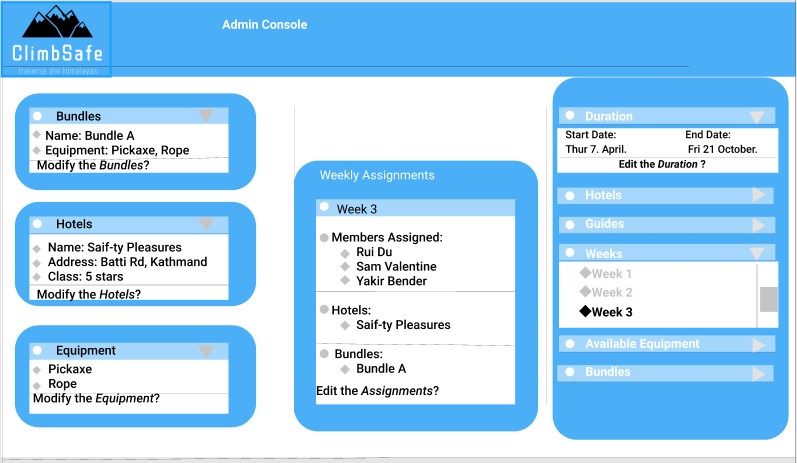 Admin Console
ClimbSafe
Traverse the Himalayas
Bundles
Name: Bundle A
Equipment: Pickaxe, Rope
Modify the Bundles?
Hotels
Name: Saif-ty Pleasures
Address: Batti Rd, Kathmand
Class: 5 stars
Modify the Hotels?
Equipment
Pickaxe
Rope
Modify the Equipment?
Weekly Assignments
Week 3
Members Assigned:
Rui Du
Sam Valentine
Yakir Bender
Hotels:
Saif-ty Pleasures
Bundles:
Bundle A
Edit the Assignments?
Duration
Start Date: End Date:
Thur 7. April. Fri 21 October.
Edit the Duration ?
Hotels
Guides
Weeks
Week 1
Week 2
Week 3
Available Equipment
Bundles